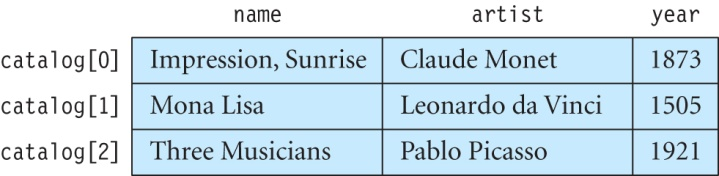 name artist year
catalog[0] Impression, Sunrise Claude Monet 1873
catalog[1] Mona Lisa Leonardo da Vinci 1505
catalog[2] Three Musicians Pablo Picasso 1921